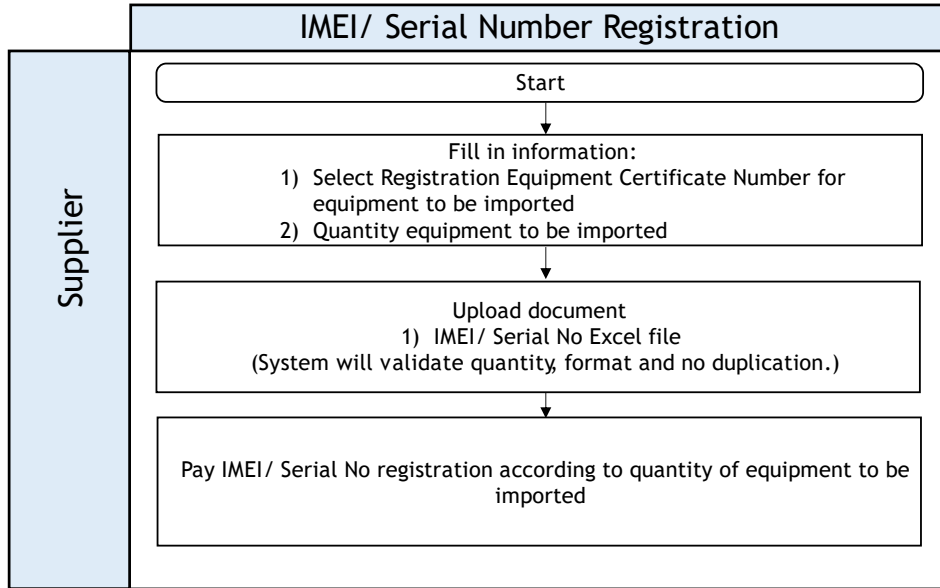 IMEI/ Serial Number Registration
Supplier
Start
Fill in information:
1) Select Registration Equipment Certificate Number for
equipment to be imported
2) Quantity equipment to be imported
Upload document
1) IMEI/ Serial No Excel file
(System will validate quantity, format and no duplication.)
Pay IMEI/ Serial No registration according to quantity of equipment to be
imported